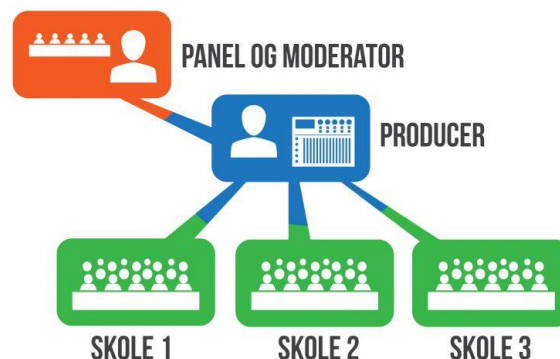 PANEL OG MODERATOR
PRODUCER
SKOLE 1
SKOLE 2
SKOLE 3